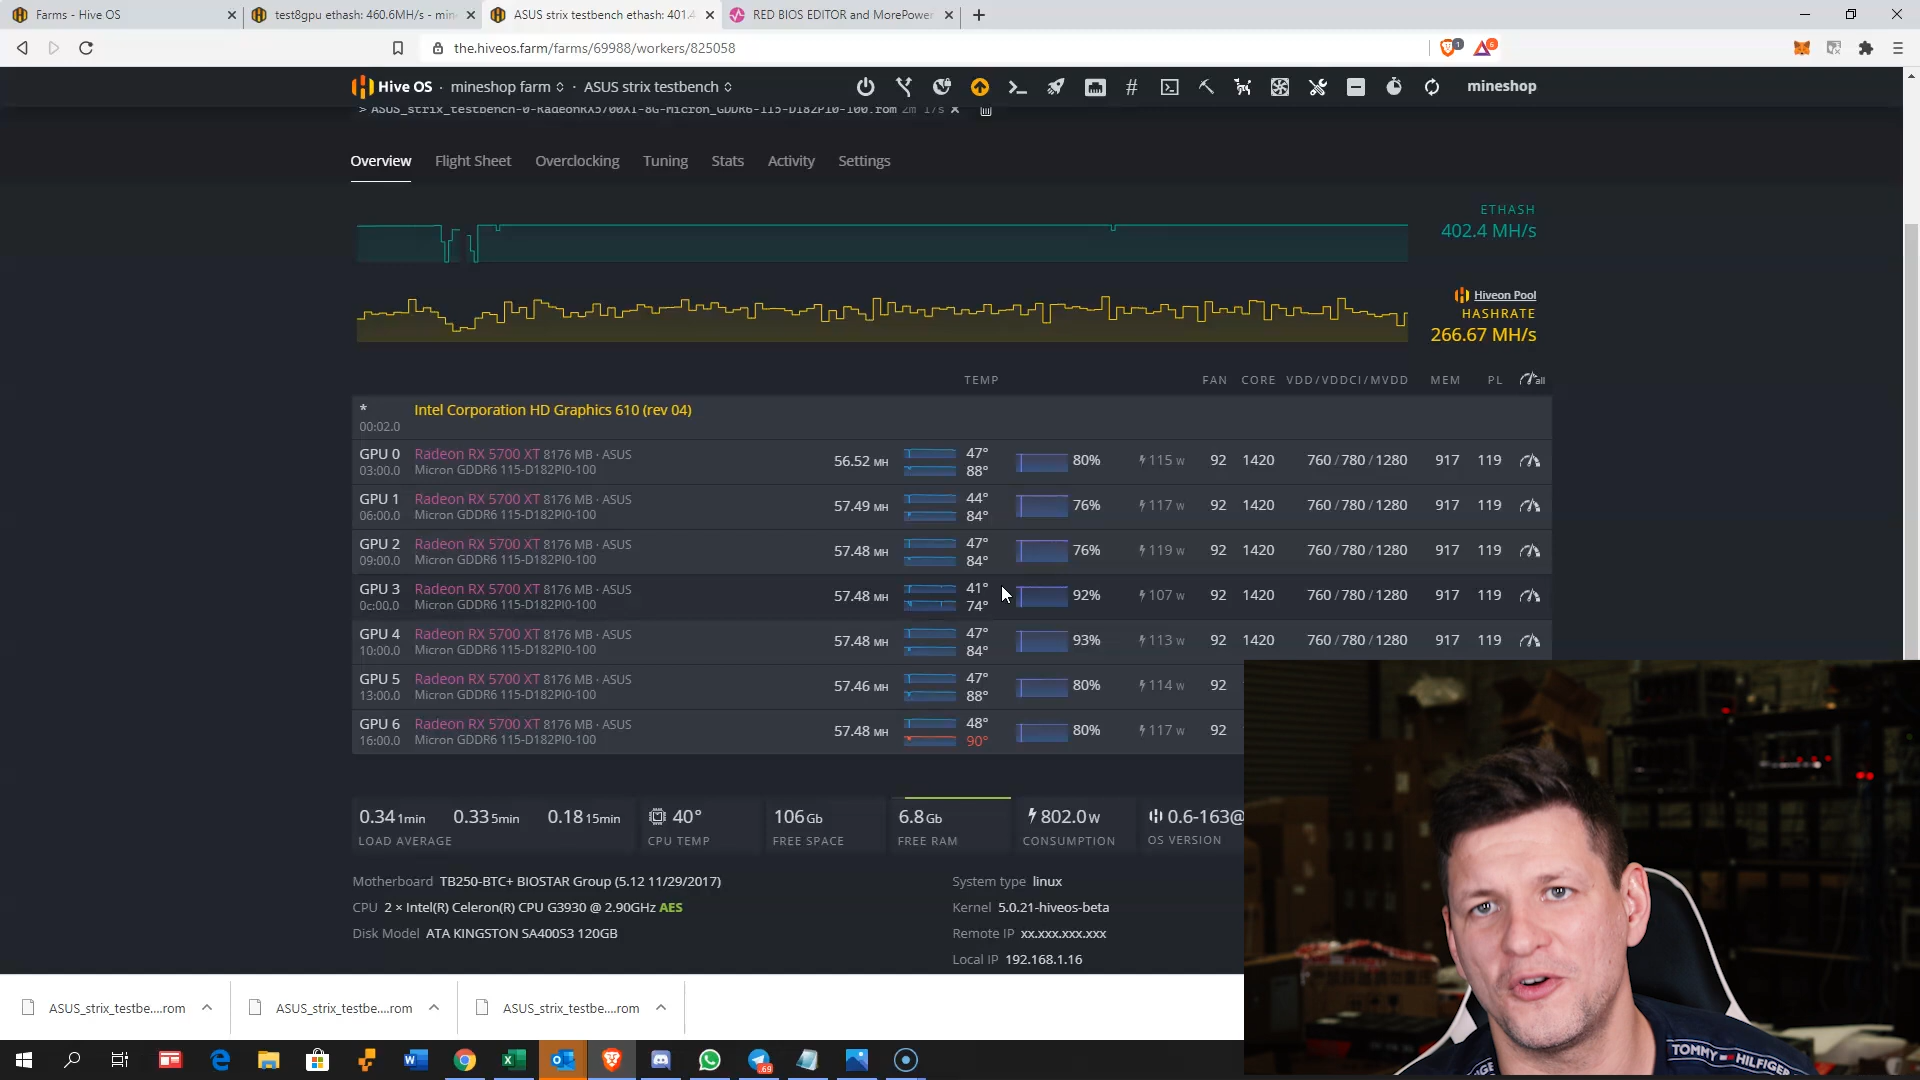 Farms - Hive OS
test8gpu ethash: 460.6MH/s - min
ASUS strix testbench ethash: 401.4
RED BIOS EDITOR and MorePower
the.hiveos.farm/farms/69988/workers/825058
1
6
Hive OS · mineshop farm · ASUS strix testbench
mineshop
> ASUS_strix_testbench-0-RadeonRX5700XT-8G-Micron_GDDR6-115-D182PI0-100.rom 2m 17s ×
Overview Flight Sheet Overclocking Tuning Stats Activity Settings
ETHASH
402.4 MH/s
Hiveon Pool
HASHRATE
266.67 MH/s
TEMP FAN CORE VDD/VDDCI/MVDD MEM PL all
* Intel Corporation HD Graphics 610 (rev 04)
00:02.0
GPU 0 Radeon RX 5700 XT 8176 MB · ASUS 56.52 MH 47° 80% 115 W 92 1420 760/780/1280 917 119
03:00.0 Micron GDDR6 115-D182PI0-100 88°
GPU 1 Radeon RX 5700 XT 8176 MB · ASUS 57.49 MH 44° 76% 117 W 92 1420 760/780/1280 917 119
06:00.0 Micron GDDR6 115-D182PI0-100 84°
GPU 2 Radeon RX 5700 XT 8176 MB · ASUS 57.48 MH 47° 76% 119 W 92 1420 760/780/1280 917 119
09:00.0 Micron GDDR6 115-D182PI0-100 84°
GPU 3 Radeon RX 5700 XT 8176 MB · ASUS 57.48 MH 41° 92% 107 W 92 1420 760/780/1280 917 119
0c:00.0 Micron GDDR6 115-D182PI0-100 74°
GPU 4 Radeon RX 5700 XT 8176 MB · ASUS 57.48 MH 47° 93% 113 W 92 1420 760/780/1280 917 119
10:00.0 Micron GDDR6 115-D182PI0-100 84°
GPU 5 Radeon RX 5700 XT 8176 MB · ASUS 57.46 MH 47° 80% 114 W 92
13:00.0 Micron GDDR6 115-D182PI0-100 88°
GPU 6 Radeon RX 5700 XT 8176 MB · ASUS 57.48 MH 48° 80% 117 W 92
16:00.0 Micron GDDR6 115-D182PI0-100 90°
0.34 1min 0.33 5min 0.18 15min 40° 106 Gb 6.8 Gb 802.0 W 0.6-163@
LOAD AVERAGE CPU TEMP FREE SPACE FREE RAM CONSUMPTION OS VERSION
Motherboard TB250-BTC+ BIOSTAR Group (5.12 11/29/2017) System type linux
CPU 2 × Intel(R) Celeron(R) CPU G3930 @ 2.90GHz AES Kernel 5.0.21-hiveos-beta
Disk Model ATA KINGSTON SA400S3 120GB Remote IP xx.xxx.xxx.xxx
Local IP 192.168.1.16
ASUS_strix_testbe....rom ASUS_strix_testbe....rom ASUS_strix_testbe....rom
69
TOMMY HILFIGER